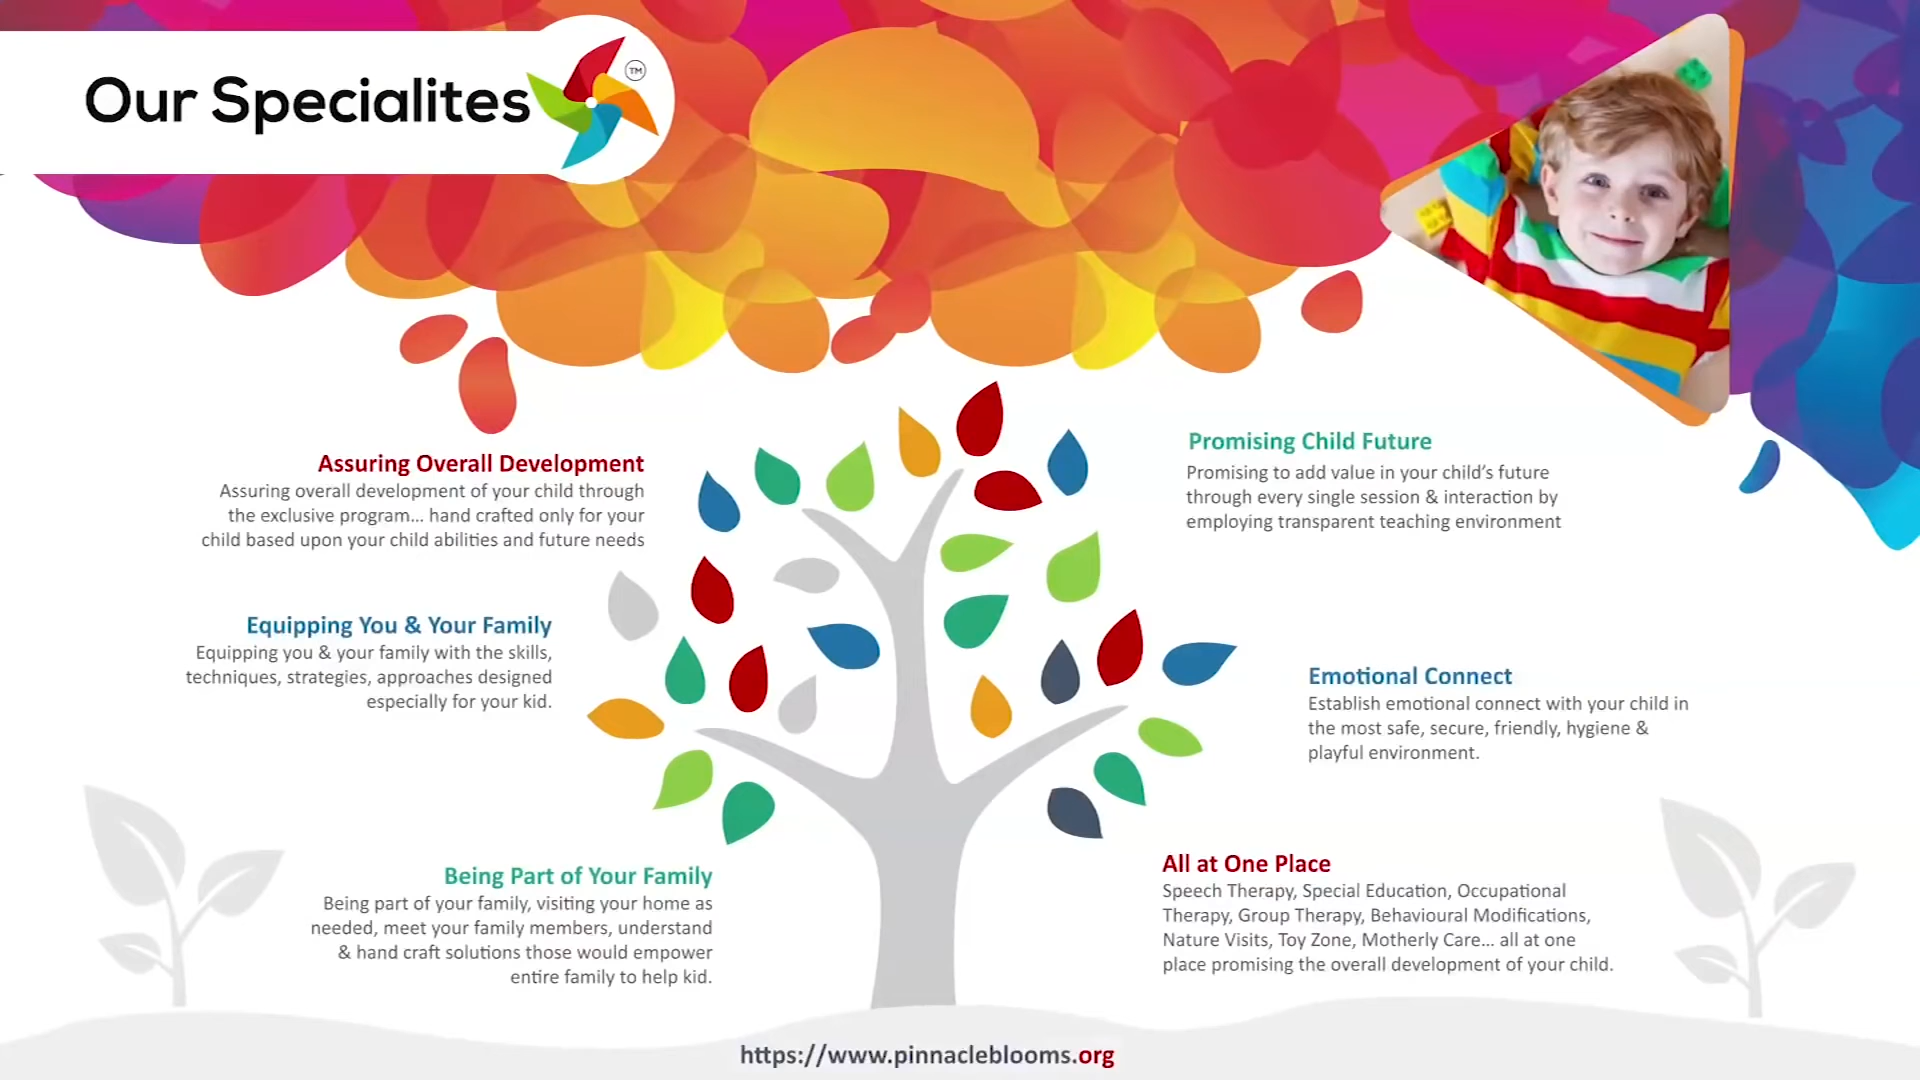 Our Specialites
TM
Assuring Overall Development
Assuring overall development of your child through
the exclusive program... hand crafted only for your
child based upon your child abilities and future needs
Equipping You & Your Family
Equipping you & your family with the skills,
techniques, strategies, approaches designed
especially for your kid.
Being Part of Your Family
Being part of your family, visiting your home as
needed, meet your family members, understand
& hand craft solutions those would empower
entire family to help kid.
Promising Child Future
Promising to add value in your child’s future
through every single session & interaction by
employing transparent teaching environment
Emotional Connect
Establish emotional connect with your child in
the most safe, secure, friendly, hygiene &
playful environment.
All at One Place
Speech Therapy, Special Education, Occupational
Therapy, Group Therapy, Behavioural Modifications,
Nature Visits, Toy Zone, Motherly Care... all at one
place promising the overall development of your child.
https://www.pinnacleblooms.org